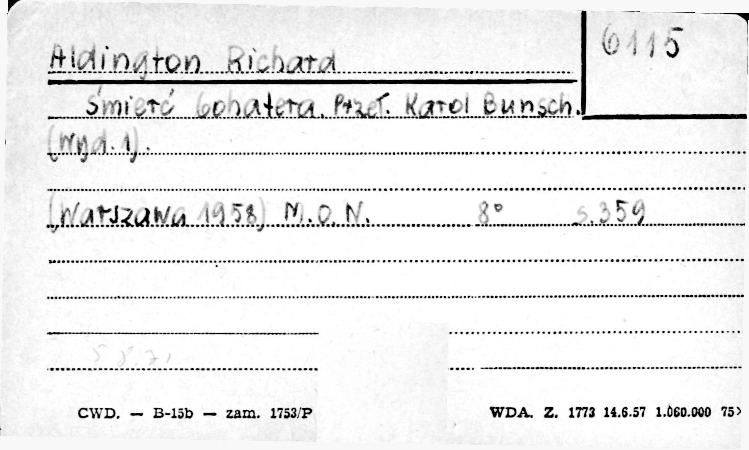 6115
Aldington Richard
Śmierć bohatera. Przeł. Karol Bunsch.
(Wyd. 1).
(Warszawa 1958) M.O.N. 8° s. 359
CWD. — B-15b — zam. 1753/P
WDA. Z. 1773 14.6.57 1.060.000 75